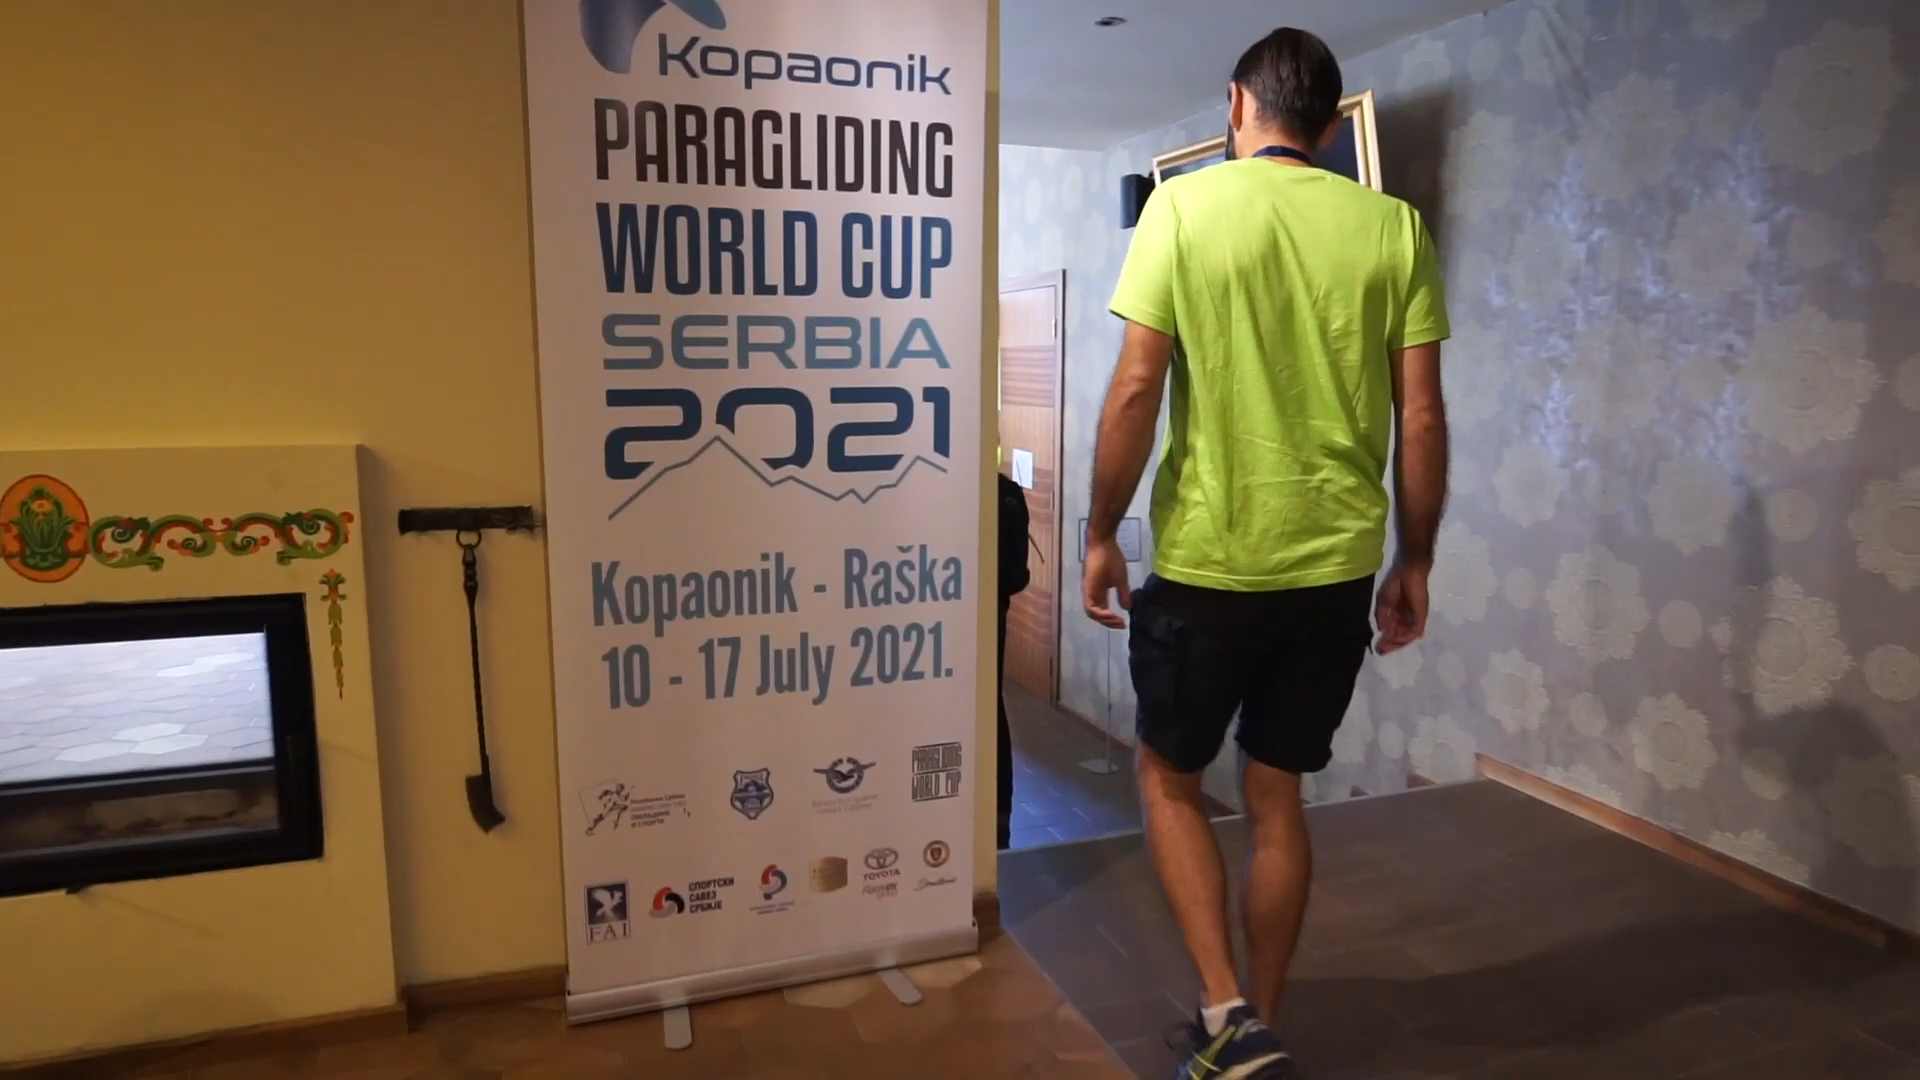 Kopaonik
PARAGLIDING
WORLD CUP
SERBIA
2021
Kopaonik - Raška
10 - 17 July 2021.
PARAGLIDING
WORLD CUP
СПОРТСКИ
САВЕЗ
СРБИЈЕ
TOYOTA
FAI